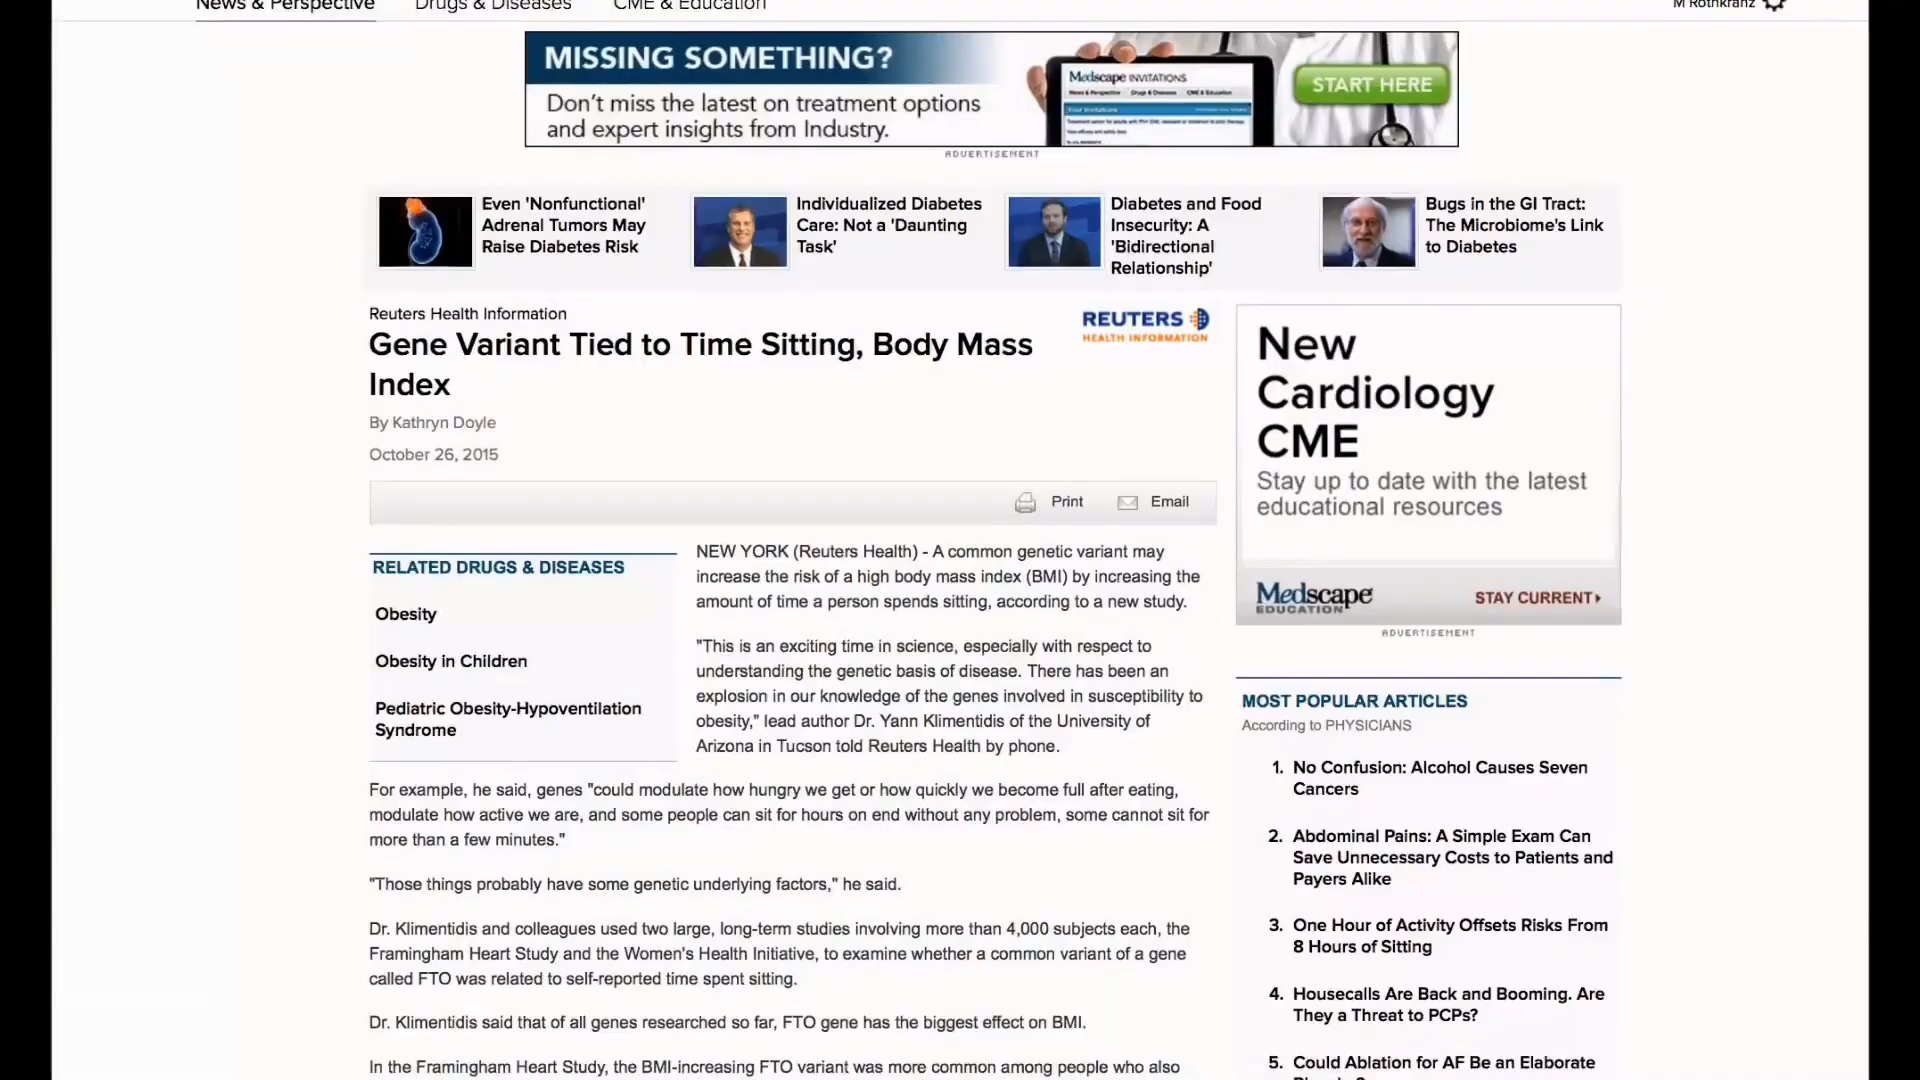 News & Perspective Drugs & Diseases CME & Education
M Rothkranz
MISSING SOMETHING?
Don't miss the latest on treatment options
and expert insights from Industry.
Medscape INVITATIONS
News & Perspective Drugs & Diseases CME & Education
START HERE
ADVERTISEMENT
Even 'Nonfunctional'
Adrenal Tumors May
Raise Diabetes Risk
Individualized Diabetes
Care: Not a 'Daunting
Task'
Diabetes and Food
Insecurity: A
'Bidirectional
Relationship'
Bugs in the GI Tract:
The Microbiome's Link
to Diabetes
Reuters Health Information
Gene Variant Tied to Time Sitting, Body Mass
Index
REUTERS
HEALTH INFORMATION
By Kathryn Doyle
October 26, 2015
Print Email
RELATED DRUGS & DISEASES
Obesity
Obesity in Children
Pediatric Obesity-Hypoventilation
Syndrome
NEW YORK (Reuters Health) - A common genetic variant may
increase the risk of a high body mass index (BMI) by increasing the
amount of time a person spends sitting, according to a new study.
"This is an exciting time in science, especially with respect to
understanding the genetic basis of disease. There has been an
explosion in our knowledge of the genes involved in susceptibility to
obesity," lead author Dr. Yann Klimentidis of the University of
Arizona in Tucson told Reuters Health by phone.
For example, he said, genes "could modulate how hungry we get or how quickly we become full after eating,
modulate how active we are, and some people can sit for hours on end without any problem, some cannot sit for
more than a few minutes."
"Those things probably have some genetic underlying factors," he said.
Dr. Klimentidis and colleagues used two large, long-term studies involving more than 4,000 subjects each, the
Framingham Heart Study and the Women's Health Initiative, to examine whether a common variant of a gene
called FTO was related to self-reported time spent sitting.
Dr. Klimentidis said that of all genes researched so far, FTO gene has the biggest effect on BMI.
In the Framingham Heart Study, the BMI-increasing FTO variant was more common among people who also
New
Cardiology
CME
Stay up to date with the latest
educational resources
Medscape
EDUCATION
STAY CURRENT
ADVERTISEMENT
MOST POPULAR ARTICLES
According to PHYSICIANS
1. No Confusion: Alcohol Causes Seven
Cancers
2. Abdominal Pains: A Simple Exam Can
Save Unnecessary Costs to Patients and
Payers Alike
3. One Hour of Activity Offsets Risks From
8 Hours of Sitting
4. Housecalls Are Back and Booming. Are
They a Threat to PCPs?
5. Could Ablation for AF Be an Elaborate